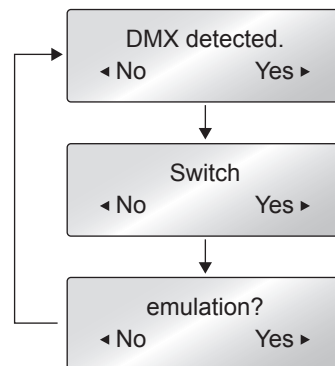 DMX detected.
◂ No Yes ▸
Switch
◂ No Yes ▸
emulation?
◂ No Yes ▸